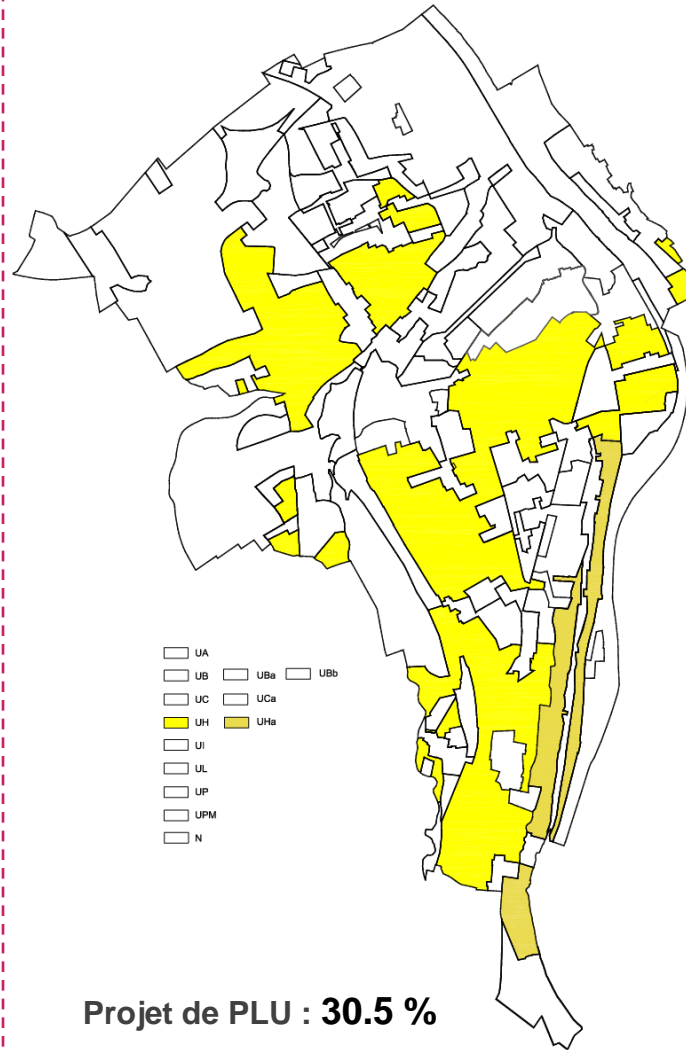 UA
UB UBa UBb
UC UCa
UH UHa
UI
UL
UP
UPM
N
Projet de PLU : 30.5 %